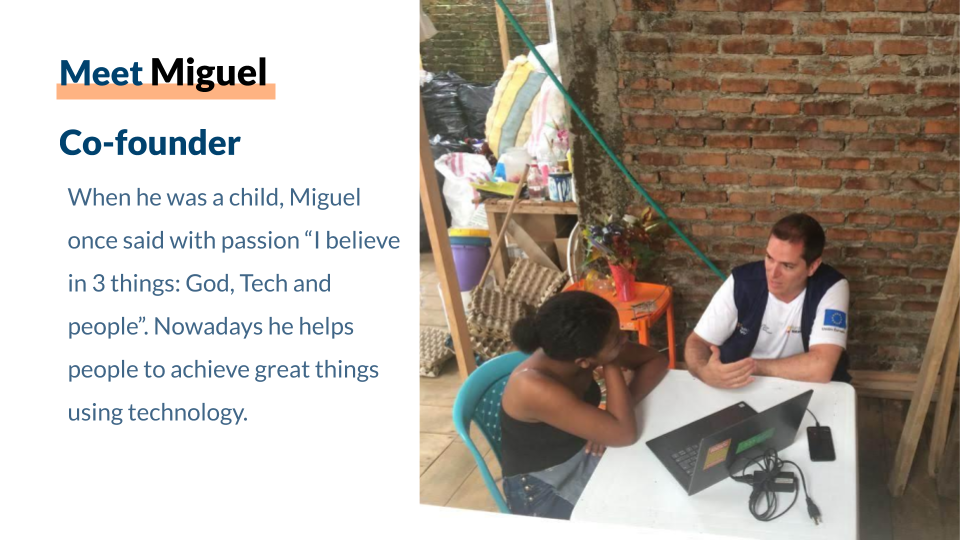 Meet Miguel
Co-founder
When he was a child, Miguel
once said with passion “I believe
in 3 things: God, Tech and
people”. Nowadays he helps
people to achieve great things
using technology.